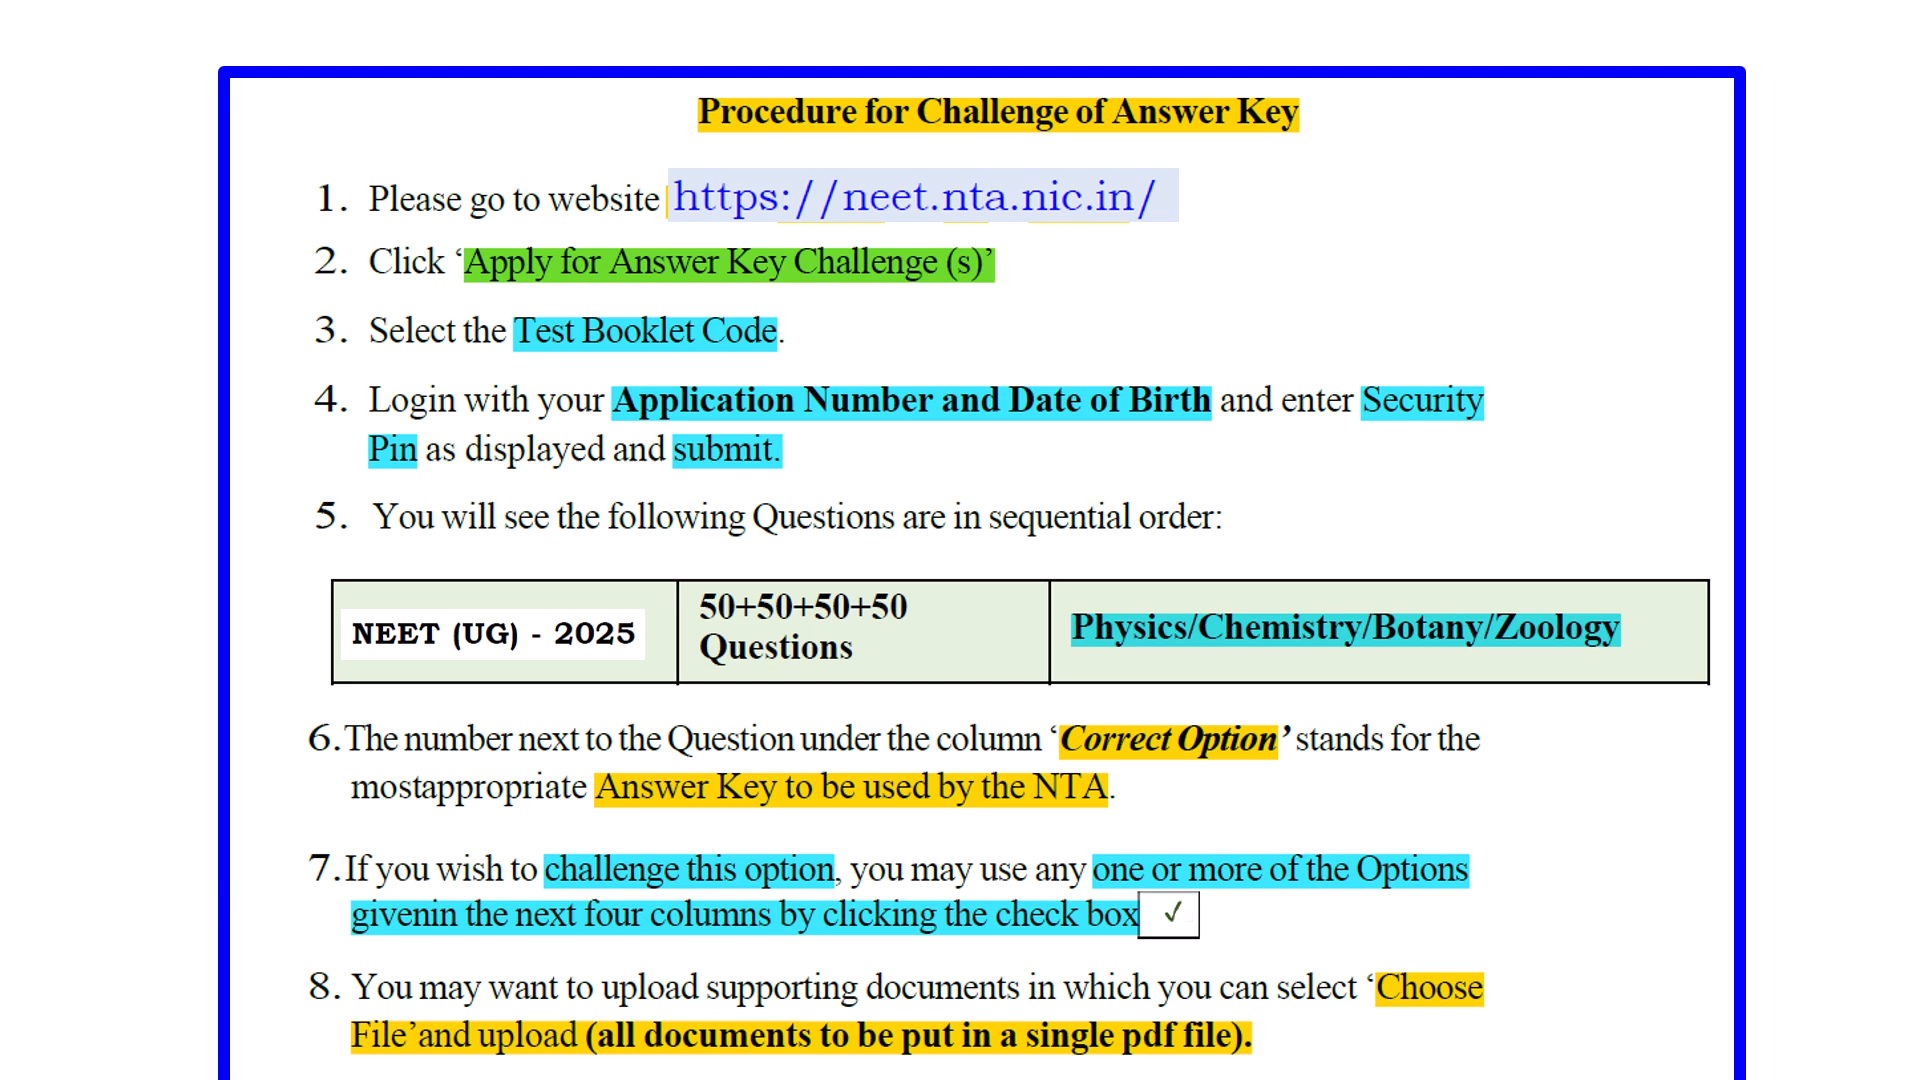 Procedure for Challenge of Answer Key
1. Please go to website https://neet.nta.nic.in/
2. Click ‘Apply for Answer Key Challenge (s)’
3. Select the Test Booklet Code.
4. Login with your Application Number and Date of Birth and enter Security
Pin as displayed and submit.
5. You will see the following Questions are in sequential order:
NEET (UG) - 2025
50+50+50+50
Questions
Physics/Chemistry/Botany/Zoology
6. The number next to the Question under the column ‘Correct Option’ stands for the
mostappropriate Answer Key to be used by the NTA.
7. If you wish to challenge this option, you may use any one or more of the Options
givenin the next four columns by clicking the check box ✓
8. You may want to upload supporting documents in which you can select ‘Choose
File’and upload (all documents to be put in a single pdf file).